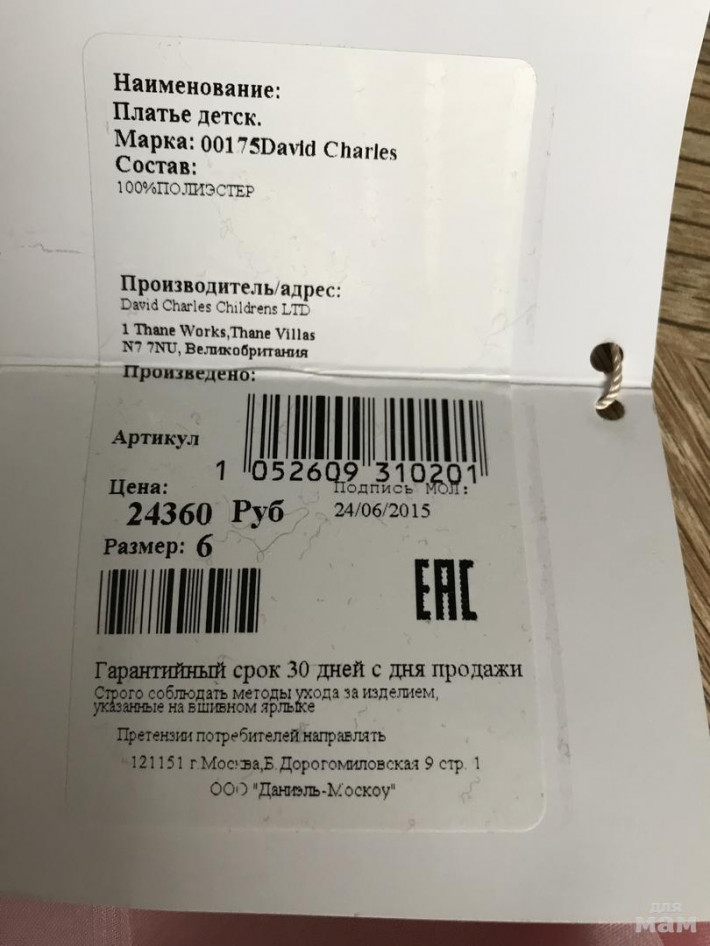 Наименование:
Платье детск.
Марка: 00175David Charles
Состав:
100%ПОЛИЭСТЕР
Производитель/адрес:
David Charles Childrens LTD
1 Thane Works,Thane Villas
N7 7NU, Великобритания
Произведено:
Артикул
1 052609 310201
Цена:
Подпись МОЛ:
24360 Руб
24/06/2015
Размер: 6
EAC
Гарантийный срок 30 дней с дня продажи
Строго соблюдать методы ухода за изделием,
указанные на вшивном ярлыке
Претензии потребителей направлять
121151 г.Москва,Б.Дорогомиловская 9 стр. 1
ООО "Даниэль-Москоу"
для
мам